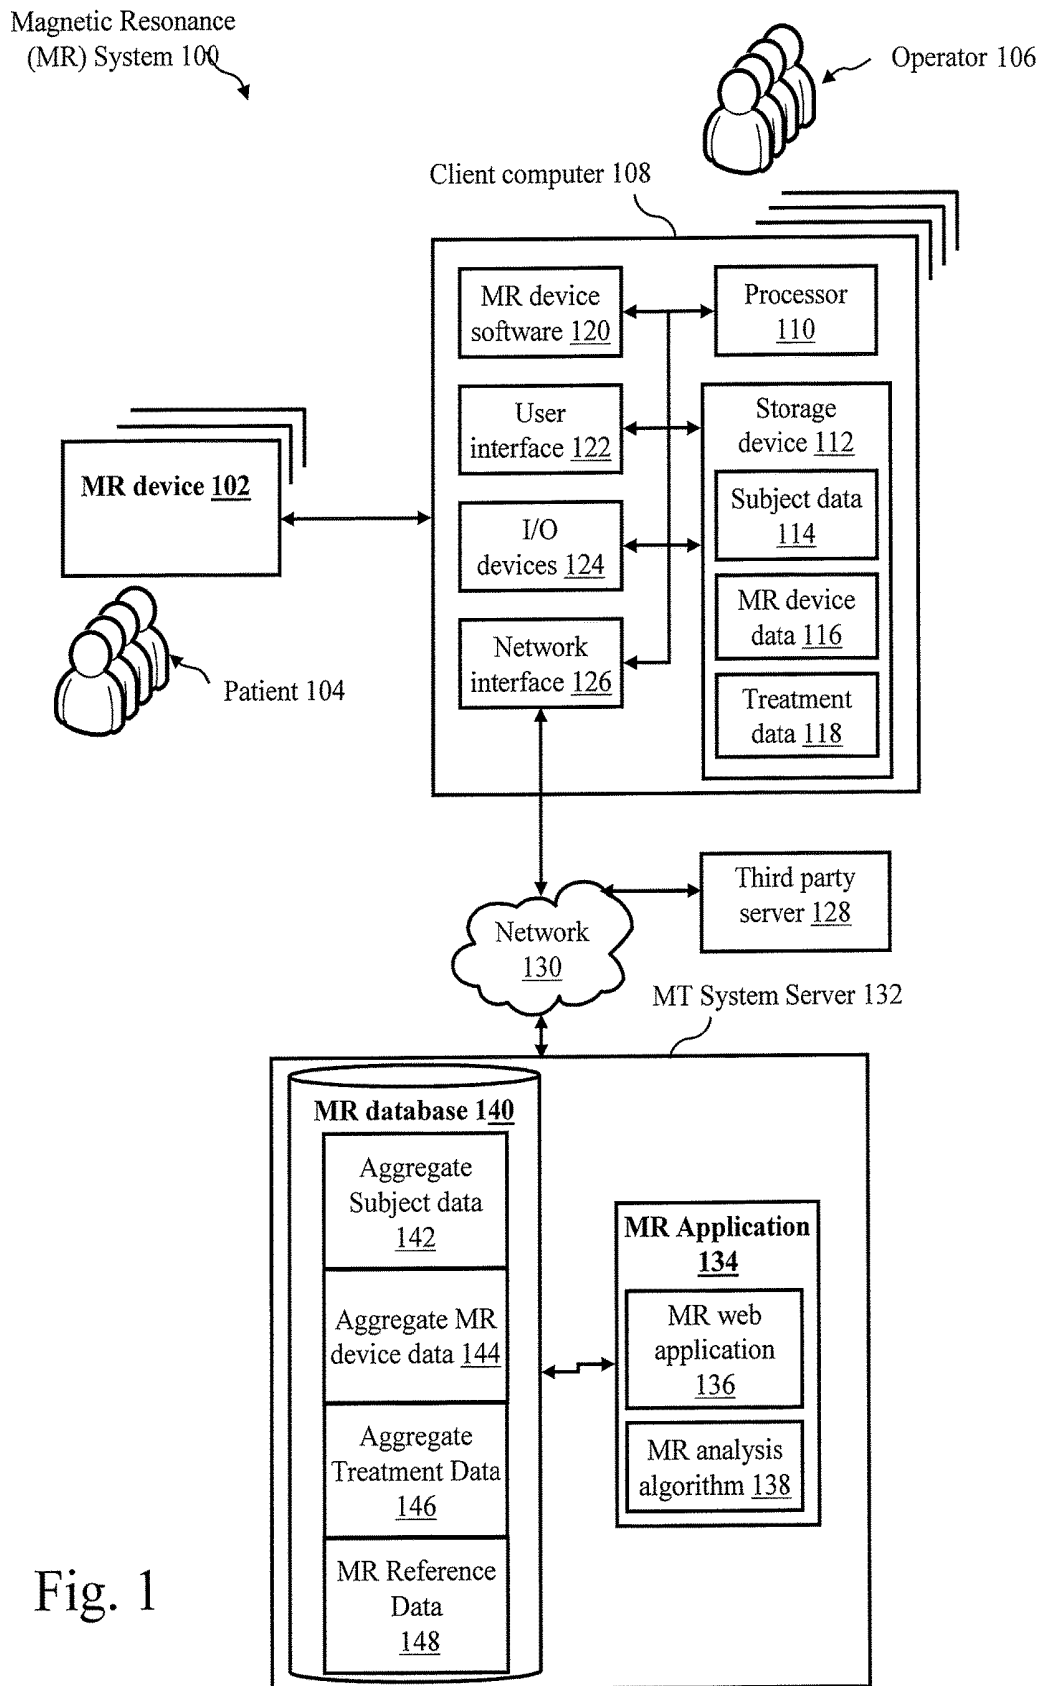 Magnetic Resonance
(MR) System 100
Operator 106
Client computer 108
MR device
software 120
Processor
110
User
interface 122
Storage
device 112
MR device 102
Subject data
114
I/O
devices 124
MR device
data 116
Network
interface 126
Patient 104
Treatment
data 118
Third party
server 128
Network
130
MT System Server 132
MR database 140
Aggregate
Subject data
142
MR Application
134
Aggregate MR
device data 144
MR web
application
136
Aggregate
Treatment Data
146
MR analysis
algorithm 138
MR Reference
Data
148
Fig. 1